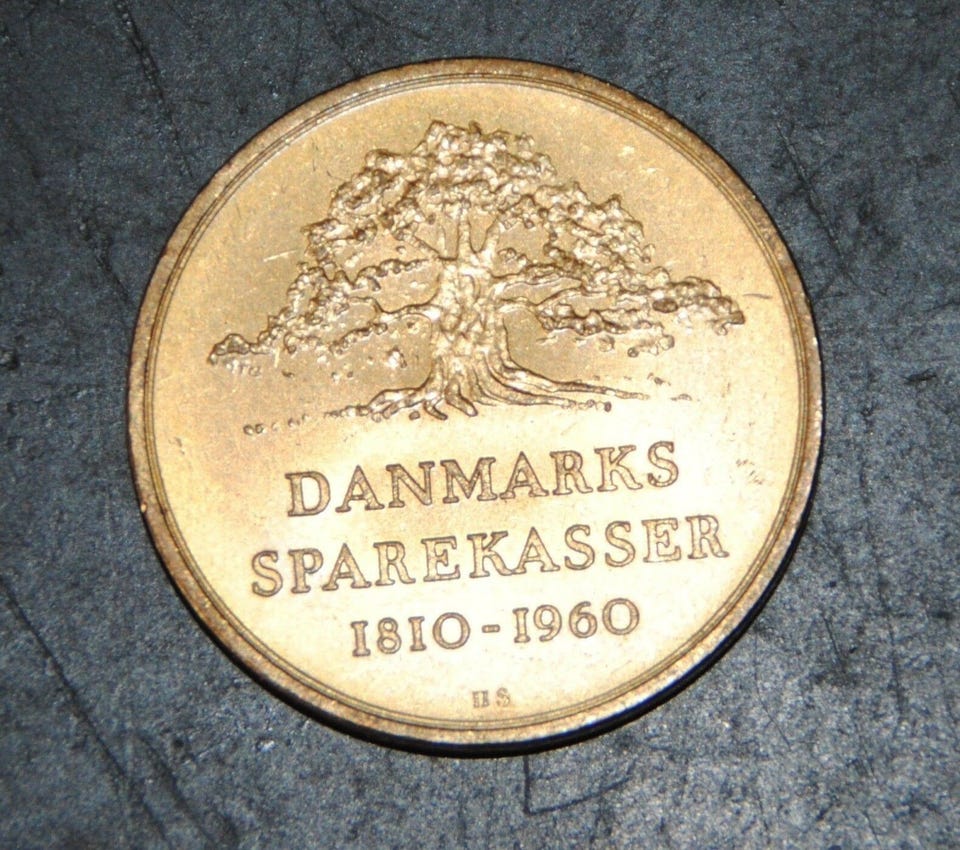 DANMARKS
SPAREKASSER
1810-1960
HS